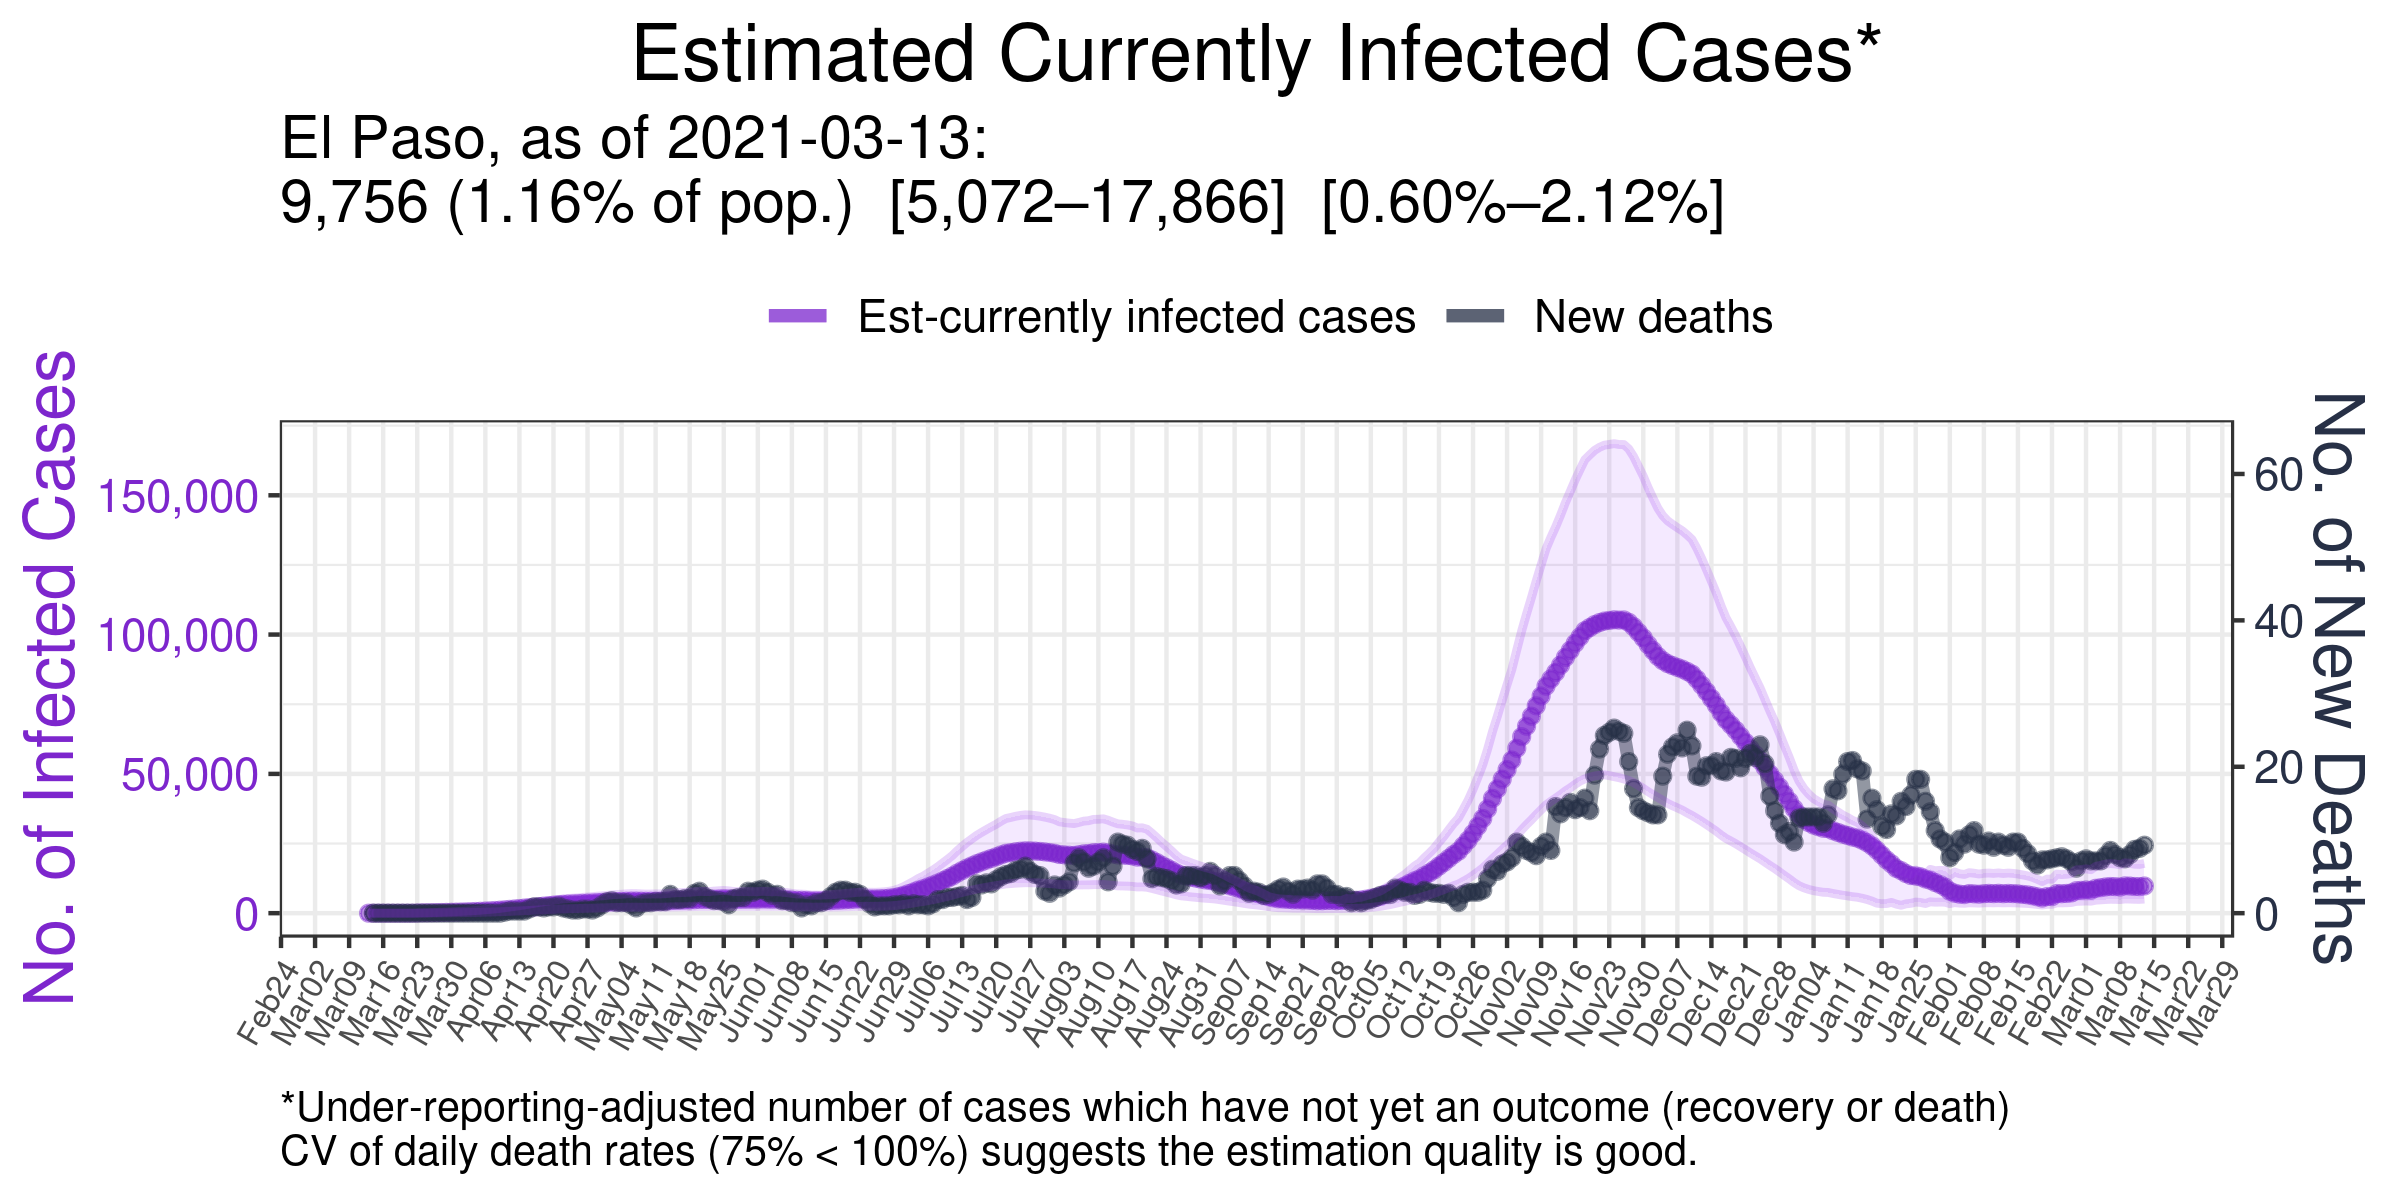 Estimated Currently Infected Cases*
El Paso, as of 2021-03-13:
9,756 (1.16% of pop.)  [5,072–17,866]  [0.60%–2.12%]
Est-currently infected cases
New deaths
No. of Infected Cases
150,000
100,000
50,000
0
60
40
20
0
No. of New Deaths
Feb24
Mar02
Mar09
Mar16
Mar23
Mar30
Apr06
Apr13
Apr20
Apr27
May04
May11
May18
May25
Jun01
Jun08
Jun15
Jun22
Jun29
Jul06
Jul13
Jul20
Jul27
Aug03
Aug10
Aug17
Aug24
Aug31
Sep07
Sep14
Sep21
Sep28
Oct05
Oct12
Oct19
Oct26
Nov02
Nov09
Nov16
Nov23
Nov30
Dec07
Dec14
Dec21
Dec28
Jan04
Jan11
Jan18
Jan25
Feb01
Feb08
Feb15
Feb22
Mar01
Mar08
Mar15
Mar22
Mar29
*Under-reporting-adjusted number of cases which have not yet an outcome (recovery or death)
CV of daily death rates (75% < 100%) suggests the estimation quality is good.